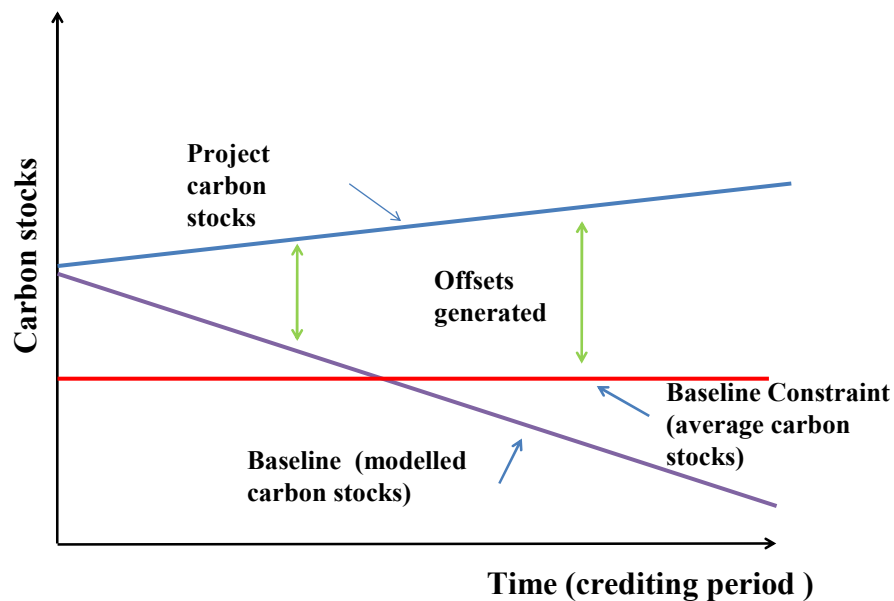 Project
carbon
stocks
Carbon stocks
Offsets
generated
Baseline Constraint
(average carbon
stocks)
Baseline  (modelled
carbon stocks)
Time (crediting period )